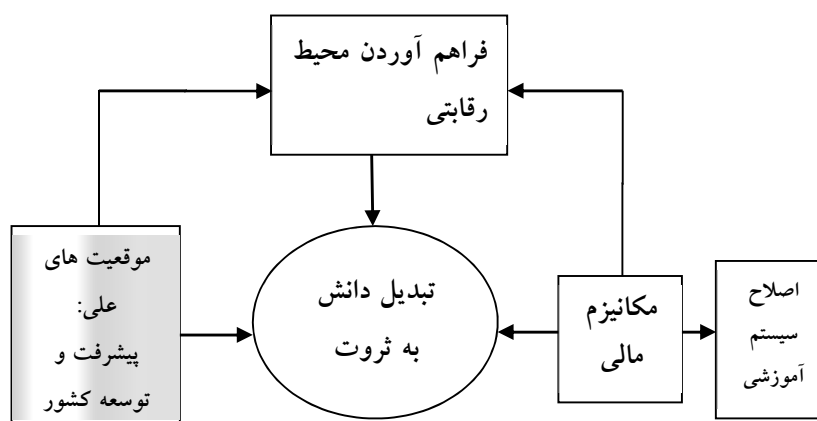 فراهم آوردن محیط
رقابتی
موقعیت های
علی:
پیشرفت و
توسعه کشور
تبدیل دانش
به ثروت
مکانیزم
مالی
اصلاح
سیستم
آموزشی